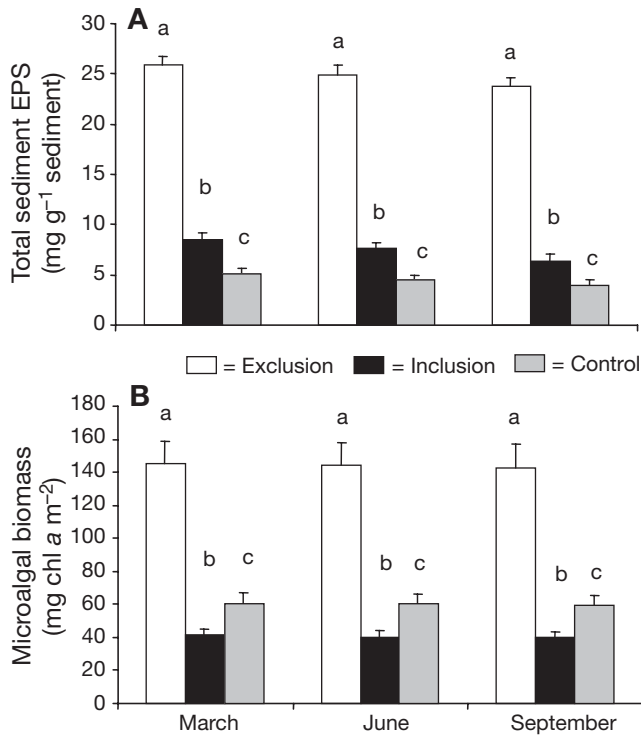 A
Total sediment EPS
(mg g⁻¹ sediment)
30
25
20
15
10
5
0
a
b
c
a
b
c
a
b
c
= Exclusion = Inclusion = Control
B
Microalgal biomass
(mg chl a m⁻²)
180
160
140
120
100
80
60
40
20
0
a
b
c
a
b
c
a
b
c
March June September